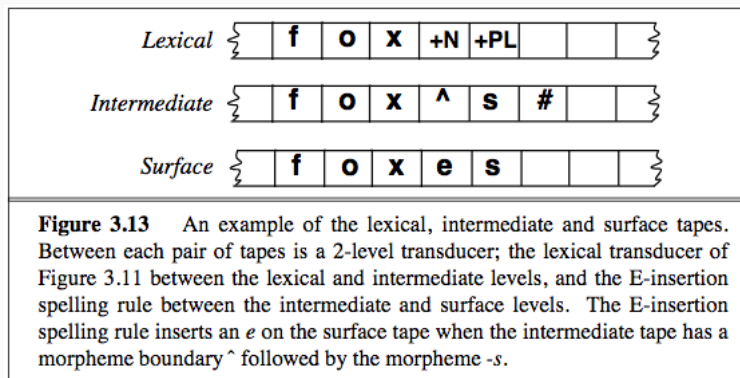 Lexical f o x +N +PL
Intermediate f o x ^ s #
Surface f o x e s
Figure 3.13 An example of the lexical, intermediate and surface tapes.
Between each pair of tapes is a 2-level transducer; the lexical transducer of
Figure 3.11 between the lexical and intermediate levels, and the E-insertion
spelling rule between the intermediate and surface levels. The E-insertion
spelling rule inserts an e on the surface tape when the intermediate tape has a
morpheme boundary ^ followed by the morpheme -s.